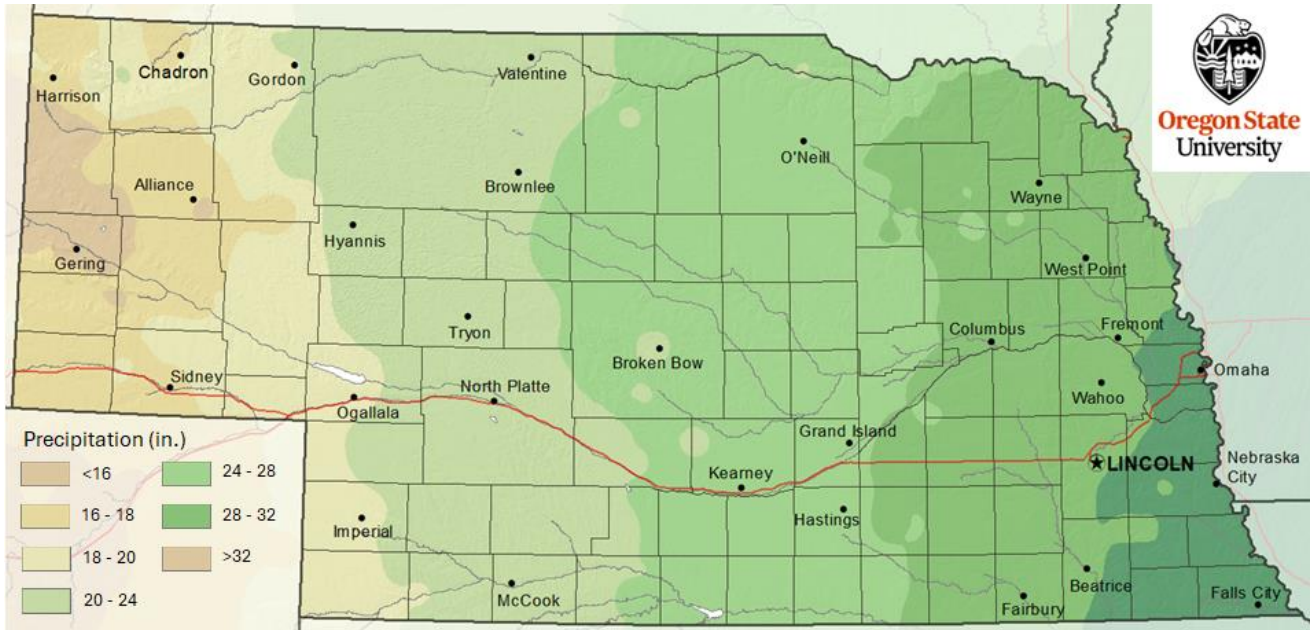 Chadron
Gordon
Valentine
Harrison
Oregon State
University
O'Neill
Alliance
Brownlee
Wayne
Hyannis
Gering
West Point
Tryon
Columbus
Fremont
Broken Bow
Sidney
North Platte
Omaha
Ogallala
Wahoo
Grand Island
LINCOLN
Nebraska
City
Kearney
Hastings
Imperial
McCook
Beatrice
Fairbury
Falls City
Precipitation (in.)
<16
24 - 28
16 - 18
28 - 32
18 - 20
>32
20 - 24